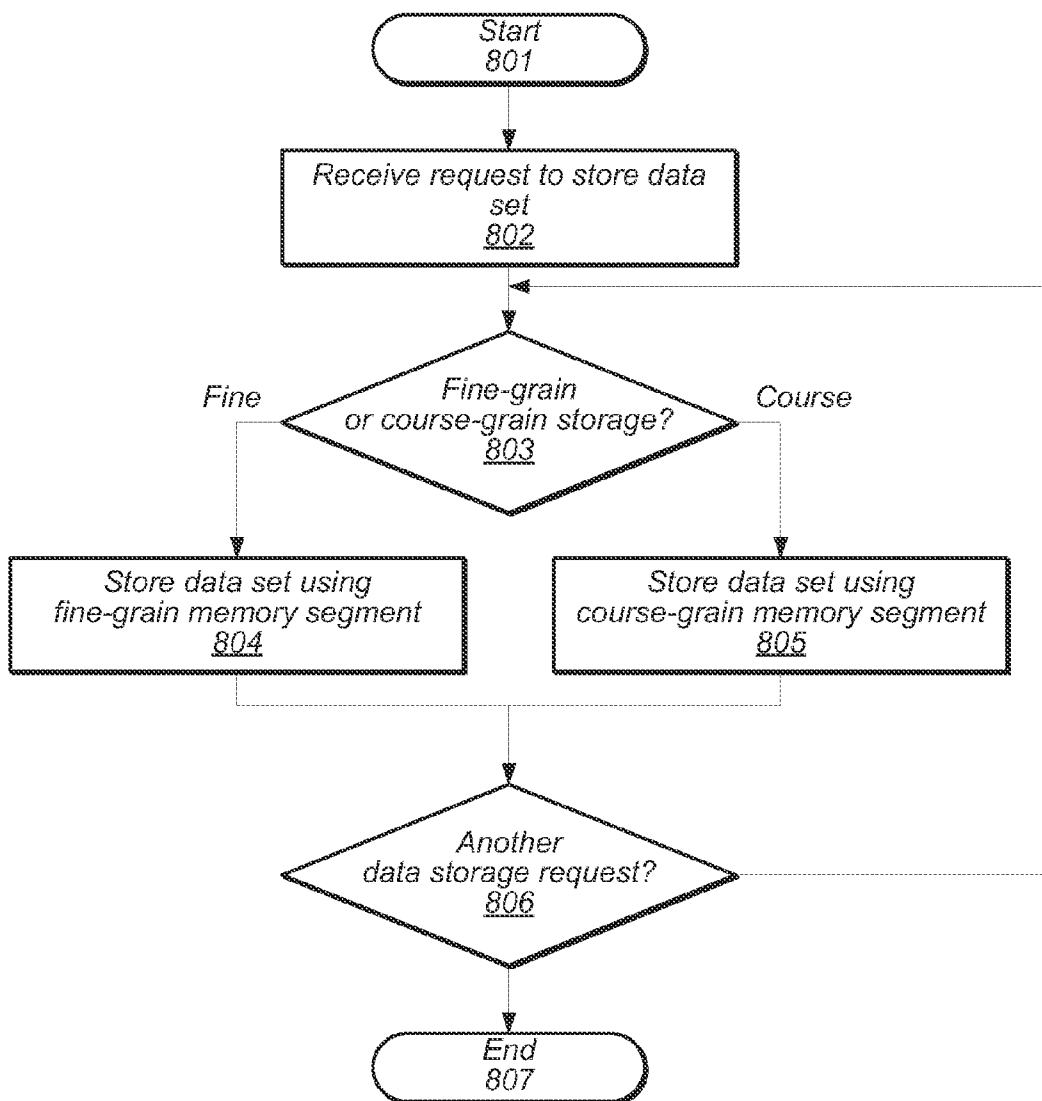 Start
801
Receive request to store data
set
802
Fine-grain
or course-grain storage?
803
Fine
Course
Store data set using
fine-grain memory segment
804
Store data set using
course-grain memory segment
805
Another
data storage request?
806
End
807